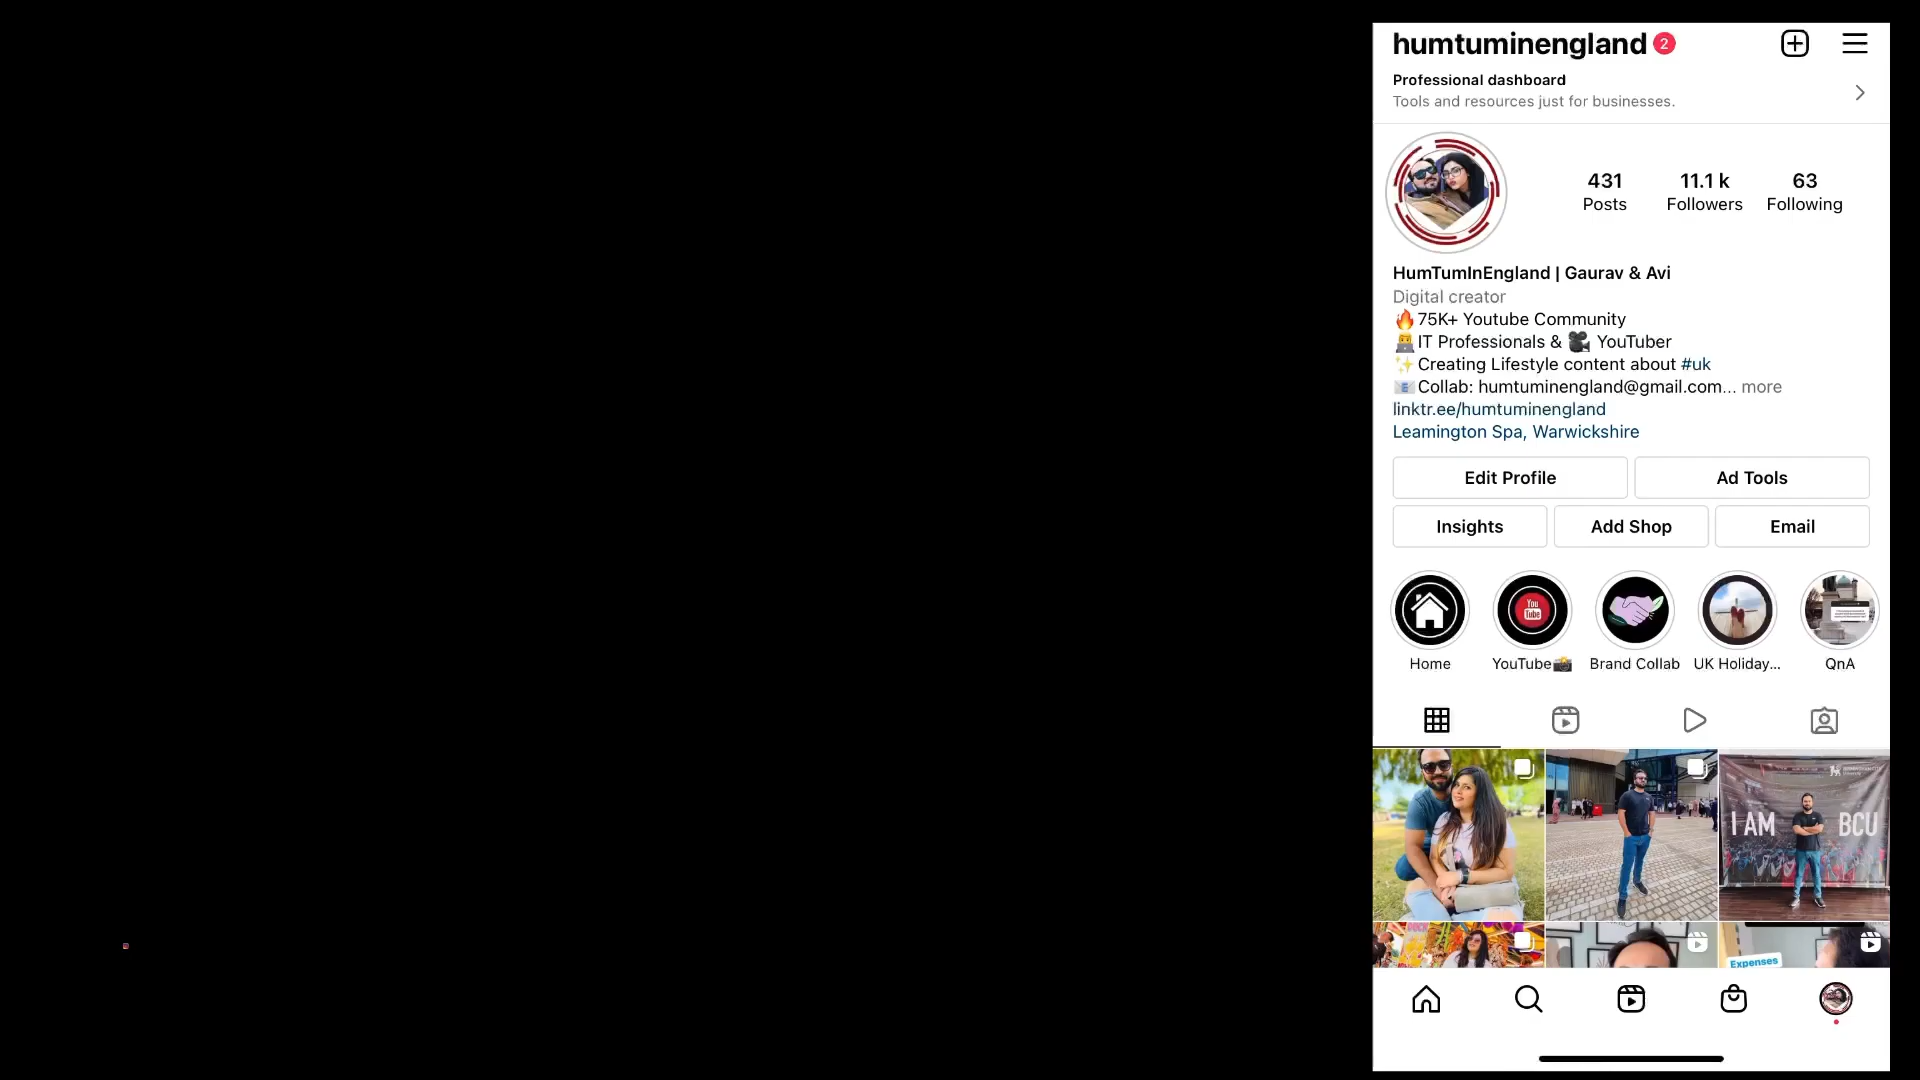 humtuminengland 2
Professional dashboard
Tools and resources just for businesses.
431 11.1 k 63
Posts Followers Following
HumTumInEngland | Gaurav & Avi
Digital creator
🔥75K+ Youtube Community
👨‍💻IT Professionals & 🎥 YouTuber
✨Creating Lifestyle content about #uk
📧Collab: humtuminengland@gmail.com... more
linktr.ee/humtuminengland
Leamington Spa, Warwickshire
Edit Profile Ad Tools
Insights Add Shop Email
You
Tube
Home YouTube📸 Brand Collab UK Holiday... QnA
I AM BCU
Expenses